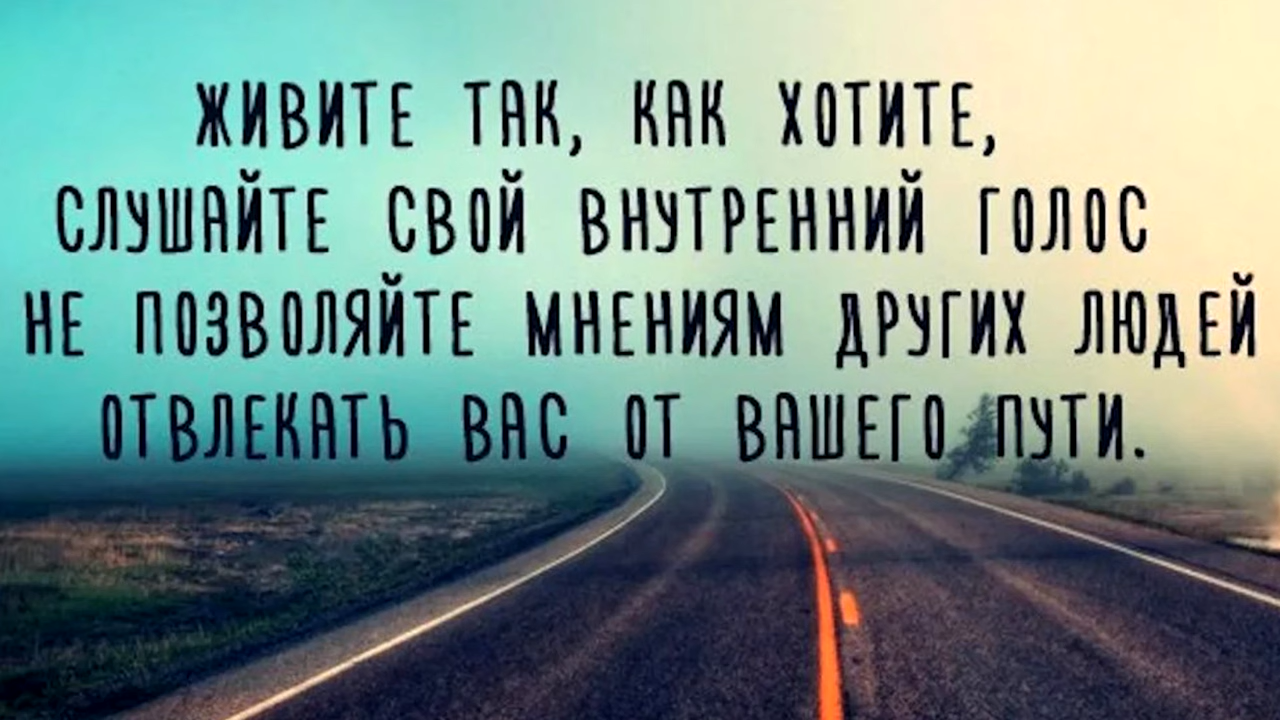 ЖИВИТЕ ТАК, КАК ХОТИТЕ,
СЛУШАЙТЕ СВОЙ ВНУТРЕННИЙ ГОЛОС
НЕ ПОЗВОЛЯЙТЕ МНЕНИЯМ ДРУГИХ ЛЮДЕЙ
ОТВЛЕКАТЬ ВАС ОТ ВАШЕГО ПУТИ.